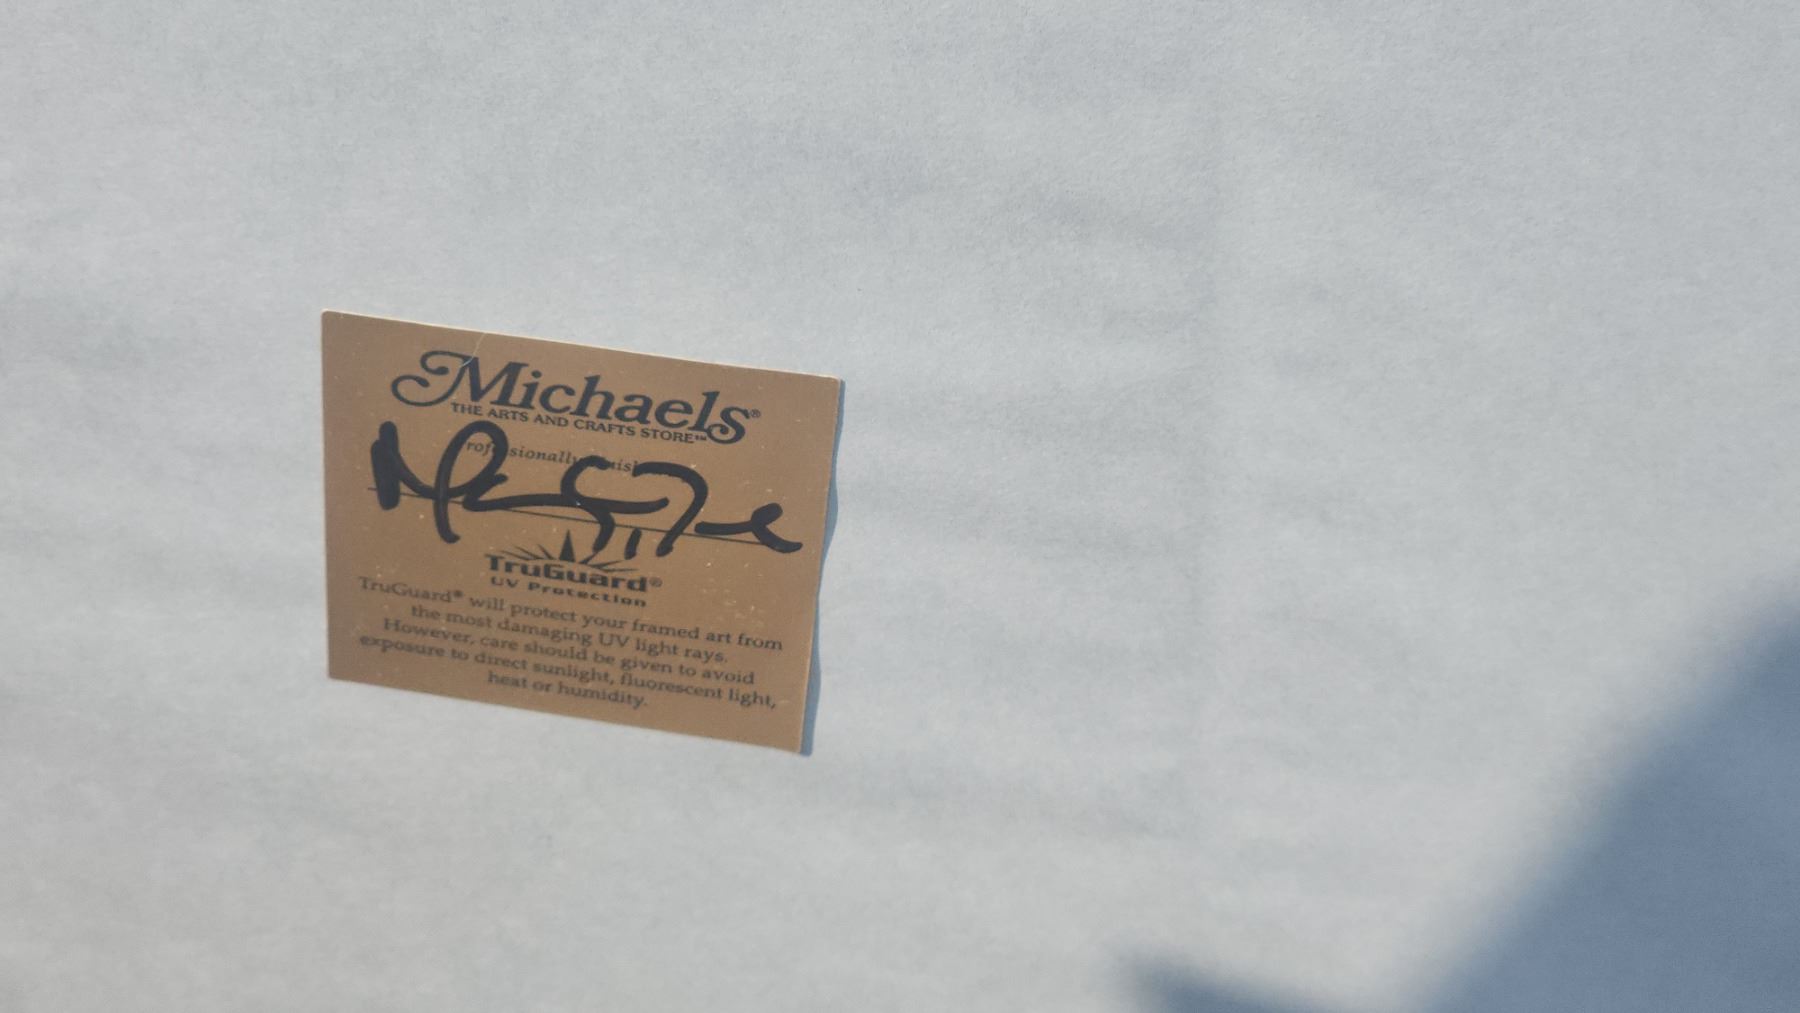 Michaels®
THE ARTS AND CRAFTS STORE™
TruGuard®
UV Protection
TruGuard® will protect your framed art from
the most damaging UV light rays.
However, care should be given to avoid
exposure to direct sunlight, fluorescent light,
heat or humidity.